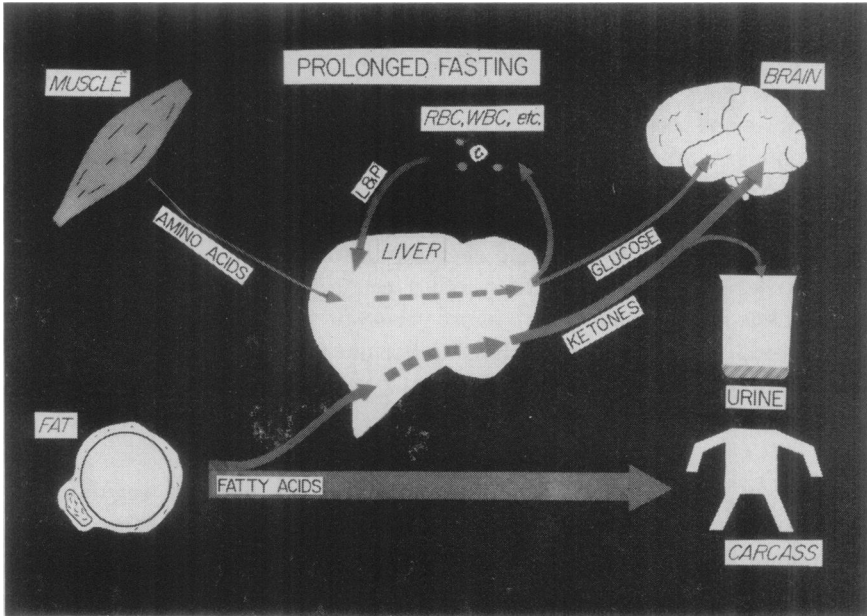 PROLONGED FASTING
MUSCLE
BRAIN
RBC, WBC, etc.
L&P
AMINO ACIDS
LIVER
GLUCOSE
KETONES
URINE
FAT
FATTY ACIDS
CARCASS